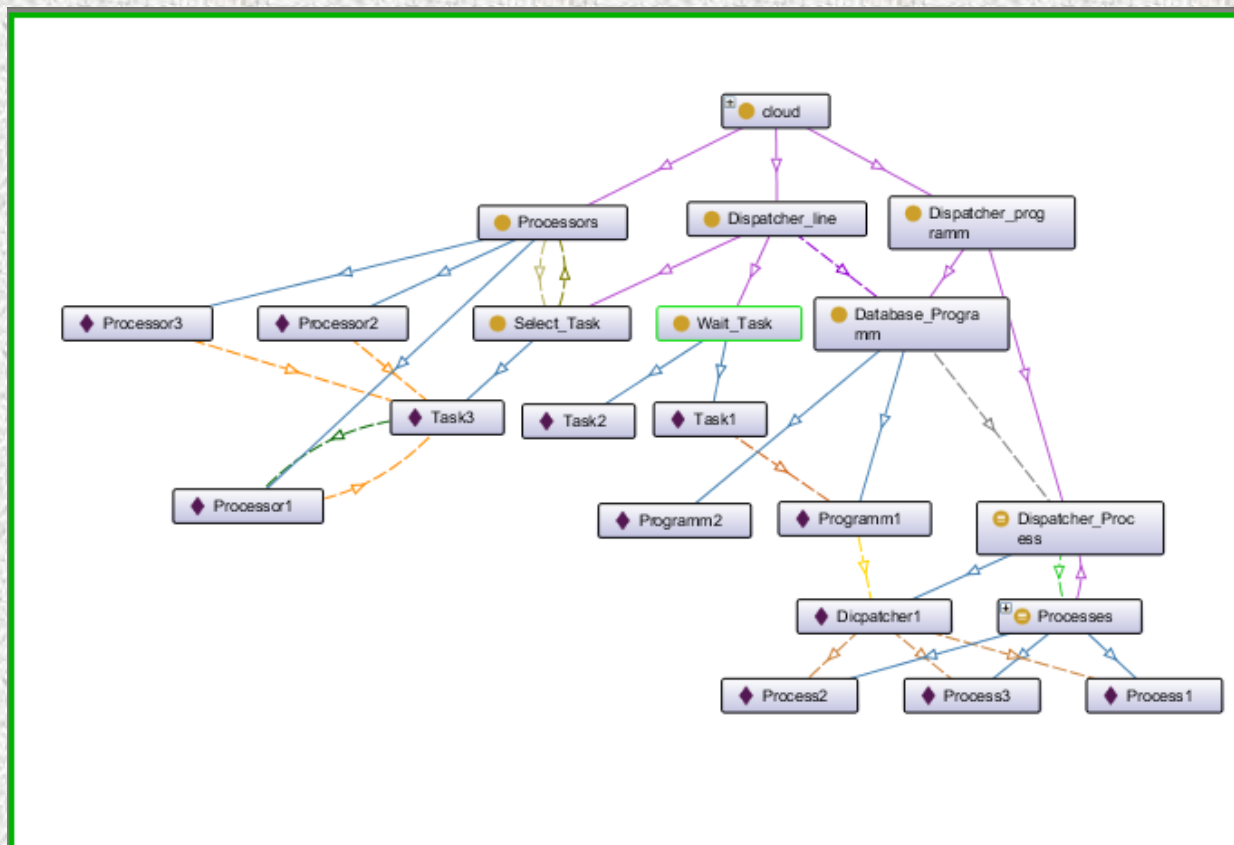 cloud
Processors
Dispatcher_line
Dispatcher_prog
ramm
Processor3
Processor2
Select_Task
Wait_Task
Database_Progra
mm
Task3
Task2
Task1
Processor1
Programm2
Programm1
Dispatcher_Proc
ess
Dicpatcher1
Processes
Process2
Process3
Process1